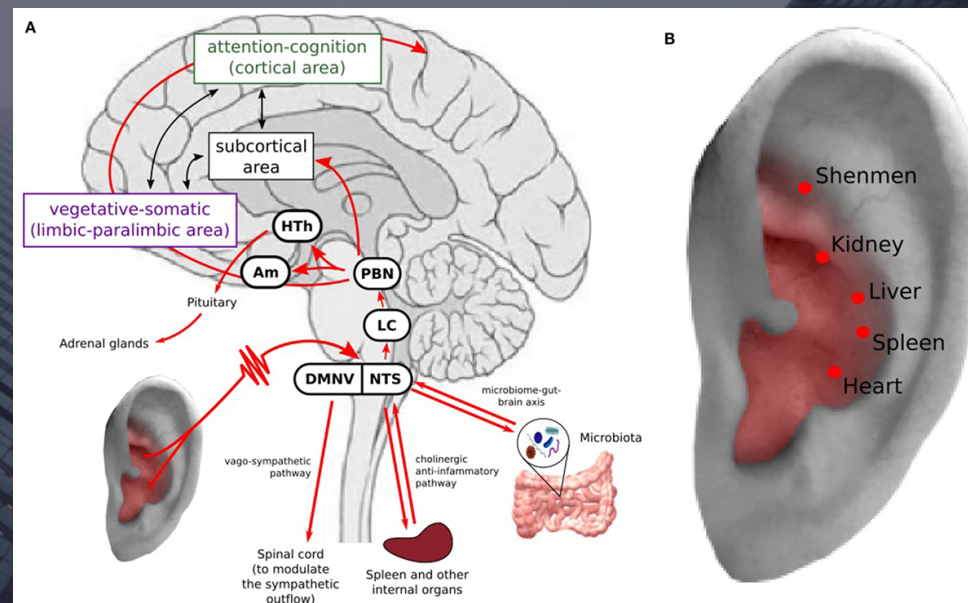 A
attention-cognition
(cortical area)
subcortical
area
vegetative-somatic
(limbic-paralimbic area)
HTh
Am
PBN
Pituitary
LC
Adrenal glands
DMNV
NTS
microbiome-gut-
brain axis
Microbiota
vago-sympathetic
pathway
cholinergic
anti-infammatory
pathway
Spinal cord
(to modulate
the sympathetic
outflow)
Spleen and other
internal organs
B
Shenmen
Kidney
Liver
Spleen
Heart